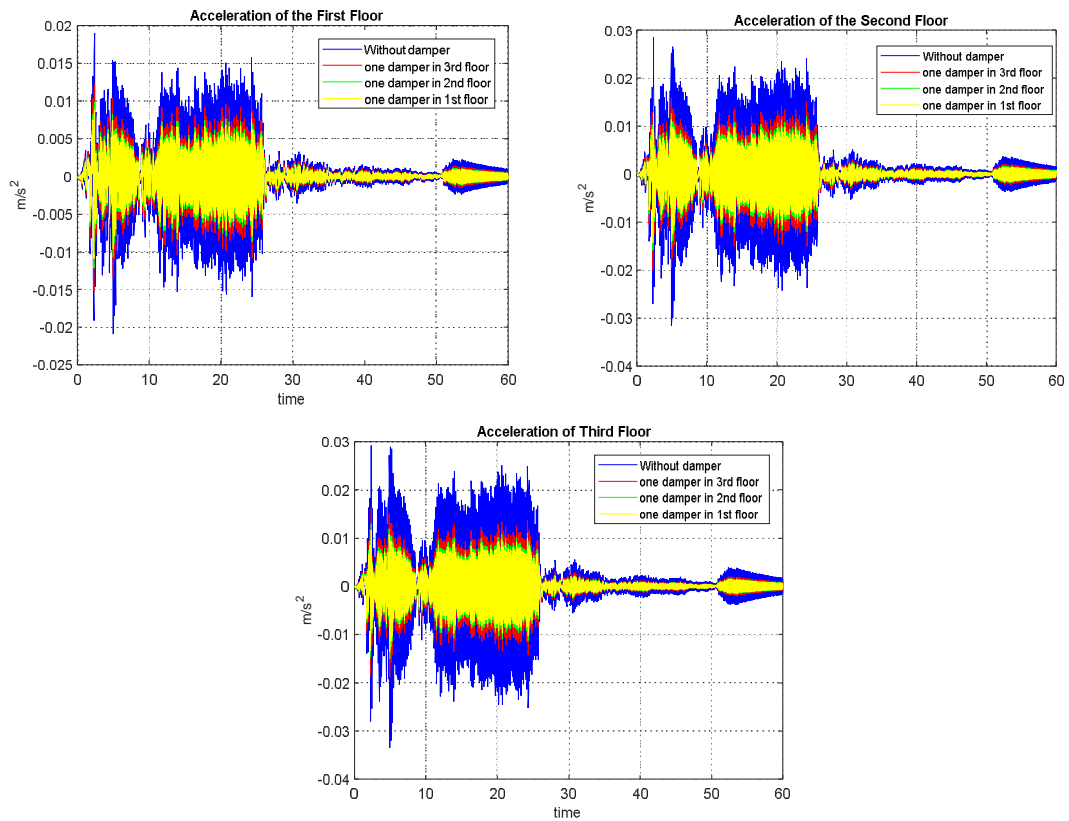 Acceleration of the First Floor
0.02
0.015
0.01
0.005
0
-0.005
-0.01
-0.015
-0.02
-0.025
m/s²
Without damper
one damper in 3rd floor
one damper in 2nd floor
one damper in 1st floor
0 10 20 30 40 50 60
time
Acceleration of the Second Floor
0.03
0.02
0.01
0
-0.01
-0.02
-0.03
-0.04
m/s²
Without damper
one damper in 3rd floor
one damper in 2nd floor
one damper in 1st floor
0 10 20 30 40 50 60
Acceleration of Third Floor
0.03
0.02
0.01
0
-0.01
-0.02
-0.03
-0.04
m/s²
Without damper
one damper in 3rd floor
one damper in 2nd floor
one damper in 1st floor
0 10 20 30 40 50 60
time